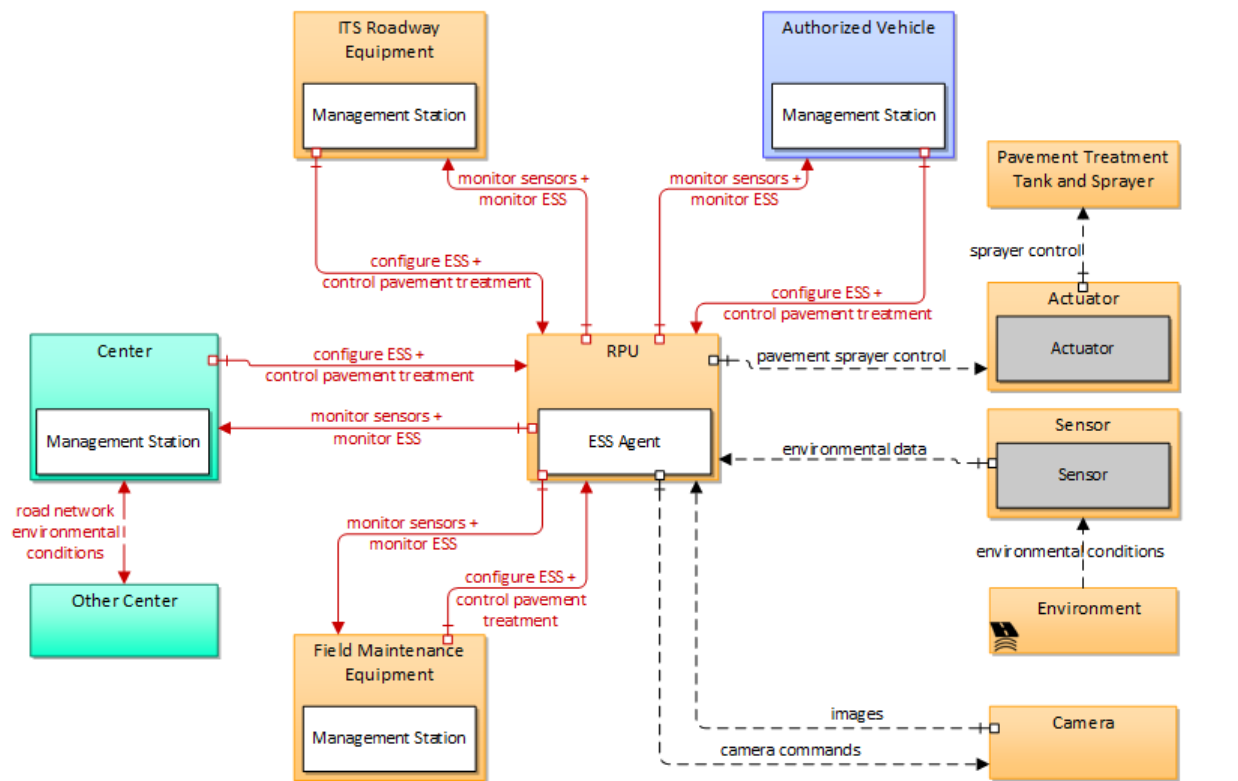 ITS Roadway
Equipment
Management Station
Authorized Vehicle
Management Station
Pavement Treatment
Tank and Sprayer
monitor sensors +
monitor ESS
monitor sensors +
monitor ESS
sprayer control
configure ESS +
control pavement treatment
configure ESS +
control pavement treatment
Actuator
Actuator
Center
Management Station
configure ESS +
control pavement treatment
RPU
ESS Agent
pavement sprayer control
monitor sensors +
monitor ESS
environmental data
Sensor
Sensor
road network
environmental
conditions
monitor sensors +
monitor ESS
environmental conditions
configure ESS +
control pavement
treatment
Other Center
Environment
Field Maintenance
Equipment
Management Station
images
camera commands
Camera